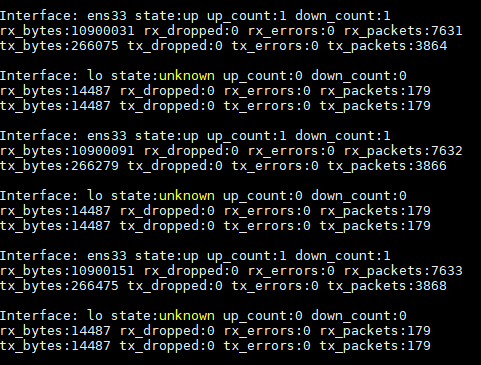 Interface: ens33 state:up up_count:1 down_count:1
rx_bytes:10900031 rx_dropped:0 rx_errors:0 rx_packets:7631
tx_bytes:266075 tx_dropped:0 tx_errors:0 tx_packets:3864
Interface: lo state:unknown up_count:0 down_count:0
rx_bytes:14487 rx_dropped:0 rx_errors:0 rx_packets:179
tx_bytes:14487 tx_dropped:0 tx_errors:0 tx_packets:179
Interface: ens33 state:up up_count:1 down_count:1
rx_bytes:10900091 rx_dropped:0 rx_errors:0 rx_packets:7632
tx_bytes:266279 tx_dropped:0 tx_errors:0 tx_packets:3866
Interface: lo state:unknown up_count:0 down_count:0
rx_bytes:14487 rx_dropped:0 rx_errors:0 rx_packets:179
tx_bytes:14487 tx_dropped:0 tx_errors:0 tx_packets:179
Interface: ens33 state:up up_count:1 down_count:1
rx_bytes:10900151 rx_dropped:0 rx_errors:0 rx_packets:7633
tx_bytes:266475 tx_dropped:0 tx_errors:0 tx_packets:3868
Interface: lo state:unknown up_count:0 down_count:0
rx_bytes:14487 rx_dropped:0 rx_errors:0 rx_packets:179
tx_bytes:14487 tx_dropped:0 tx_errors:0 tx_packets:179